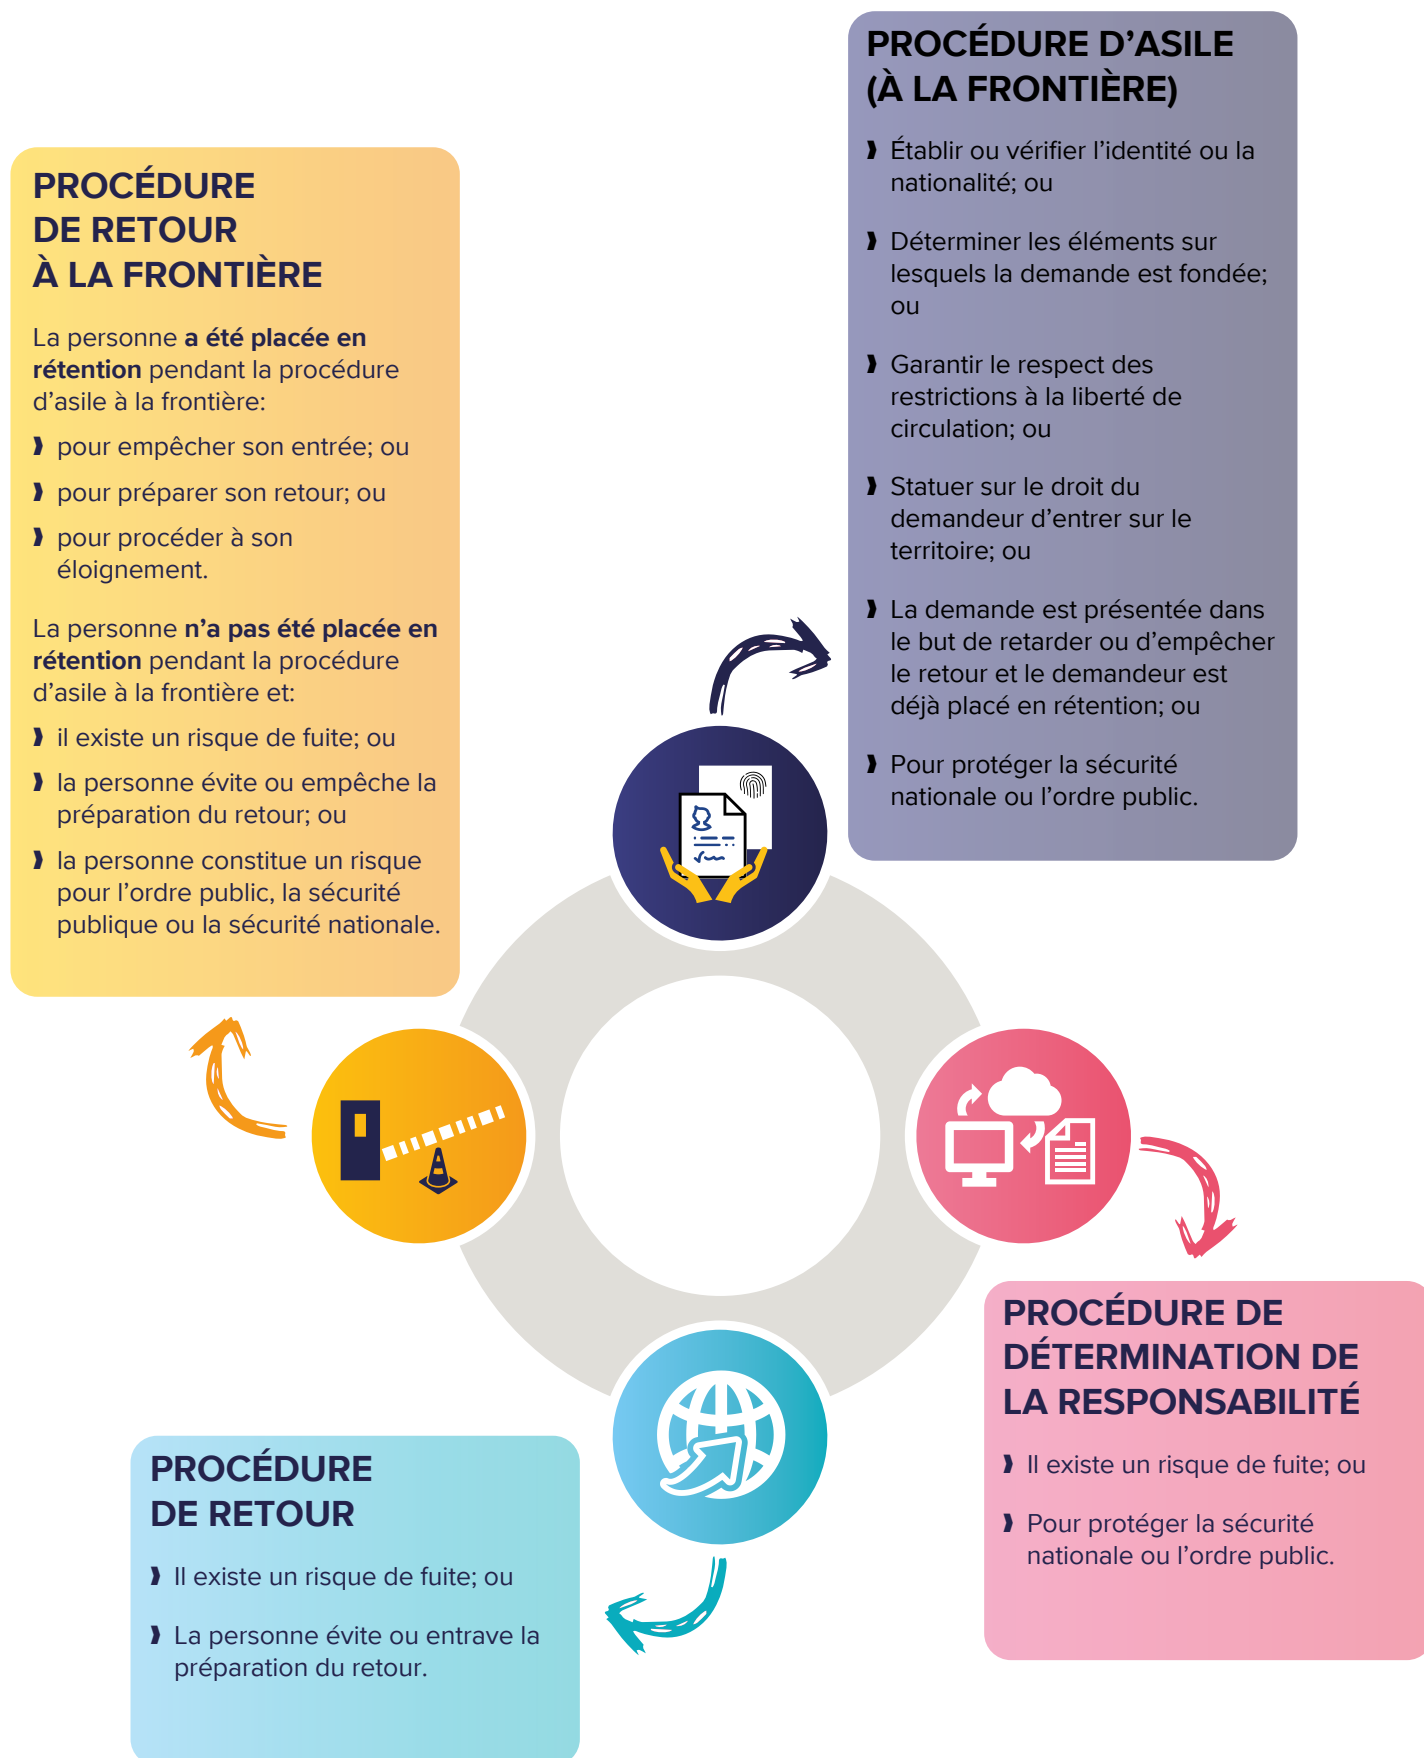 PROCÉDURE D’ASILE
(À LA FRONTIÈRE)
❱ Établir ou vérifier l’identité ou la
nationalité; ou
❱ Déterminer les éléments sur
lesquels la demande est fondée;
ou
❱ Garantir le respect des
restrictions à la liberté de
circulation; ou
❱ Statuer sur le droit du
demandeur d’entrer sur le
territoire; ou
❱ La demande est présentée dans
le but de retarder ou d’empêcher
le retour et le demandeur est
déjà placé en rétention; ou
❱ Pour protéger la sécurité
nationale ou l’ordre public.
PROCÉDURE
DE RETOUR
À LA FRONTIÈRE
La personne a été placée en
rétention pendant la procédure
d’asile à la frontière:
❱ pour empêcher son entrée; ou
❱ pour préparer son retour; ou
❱ pour procéder à son
éloignement.
La personne n’a pas été placée en
rétention pendant la procédure
d’asile à la frontière et:
❱ il existe un risque de fuite; ou
❱ la personne évite ou empêche la
préparation du retour; ou
❱ la personne constitue un risque
pour l’ordre public, la sécurité
publique ou la sécurité nationale.
PROCÉDURE DE
DÉTERMINATION DE
LA RESPONSABILITÉ
❱ Il existe un risque de fuite; ou
❱ Pour protéger la sécurité
nationale ou l’ordre public.
PROCÉDURE
DE RETOUR
❱ Il existe un risque de fuite; ou
❱ La personne évite ou entrave la
préparation du retour.